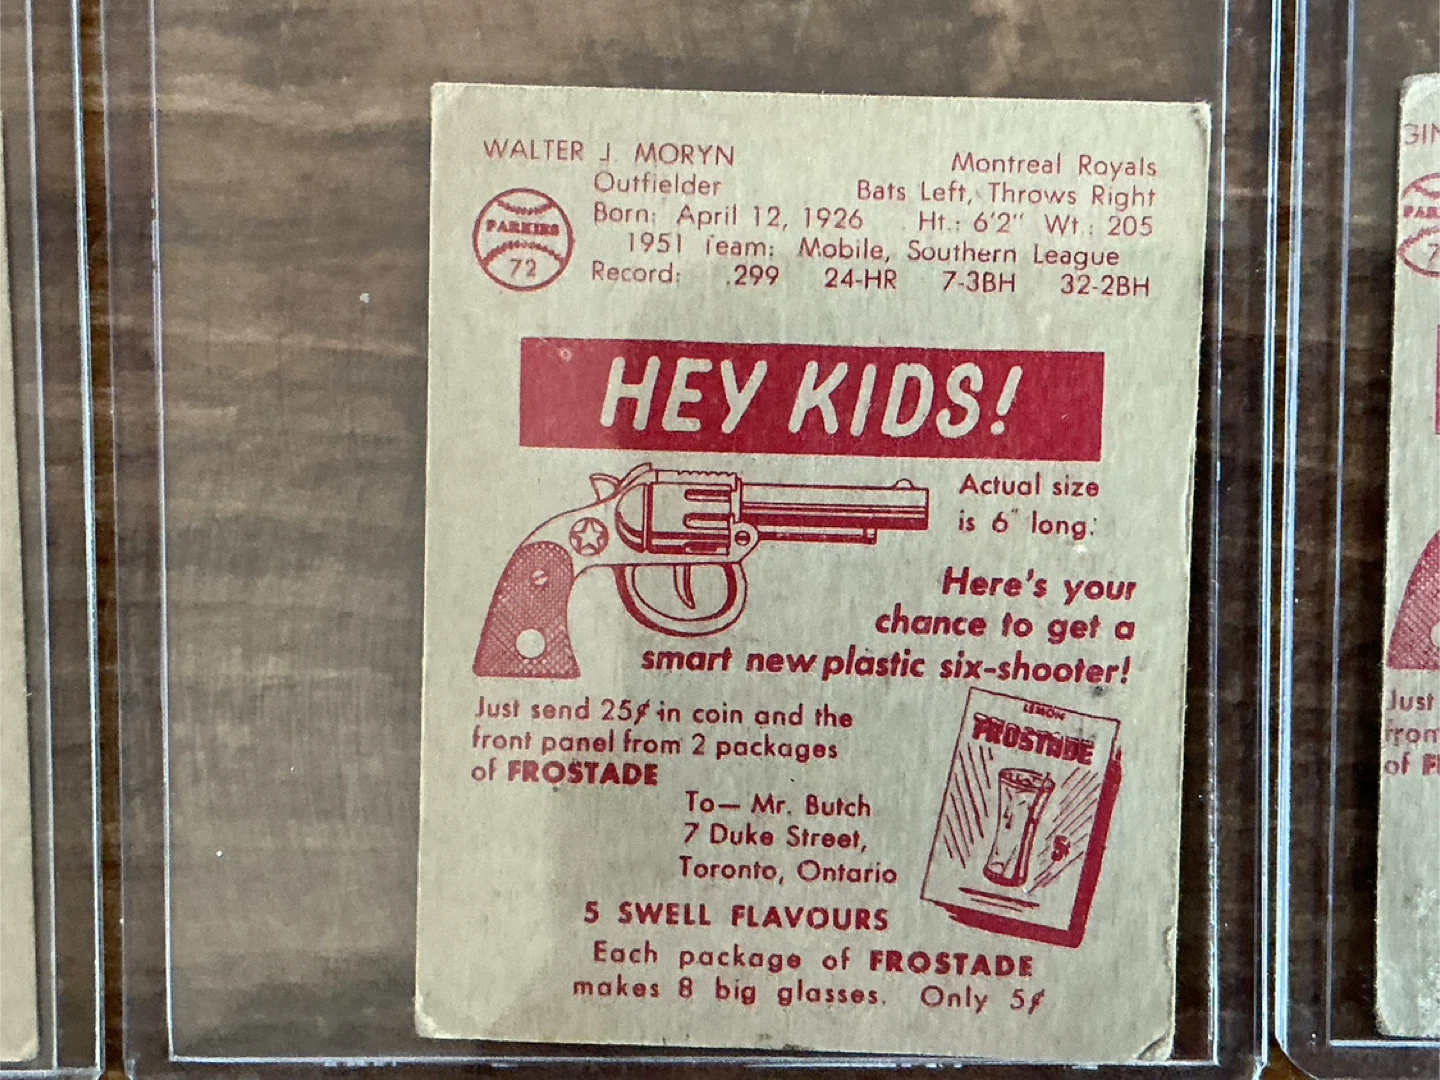 WALTER J. MORYN Montreal Royals
Outfielder Bats Left, Throws Right
Born: April 12, 1926 Ht.: 6'2" Wt.: 205
1951 Team: Mobile, Southern League
Record: .299 24-HR 7-3BH 32-2BH
PARKIES
72
HEY KIDS!
Actual size
is 6" long.
Here's your
chance to get a
smart new plastic six-shooter!
Just send 25¢ in coin and the
front panel from 2 packages
of FROSTADE
To— Mr. Butch
7 Duke Street,
Toronto, Ontario
LEMON
FROSTADE
5¢
5 SWELL FLAVOURS
Each package of FROSTADE
makes 8 big glasses. Only 5¢
Just
of